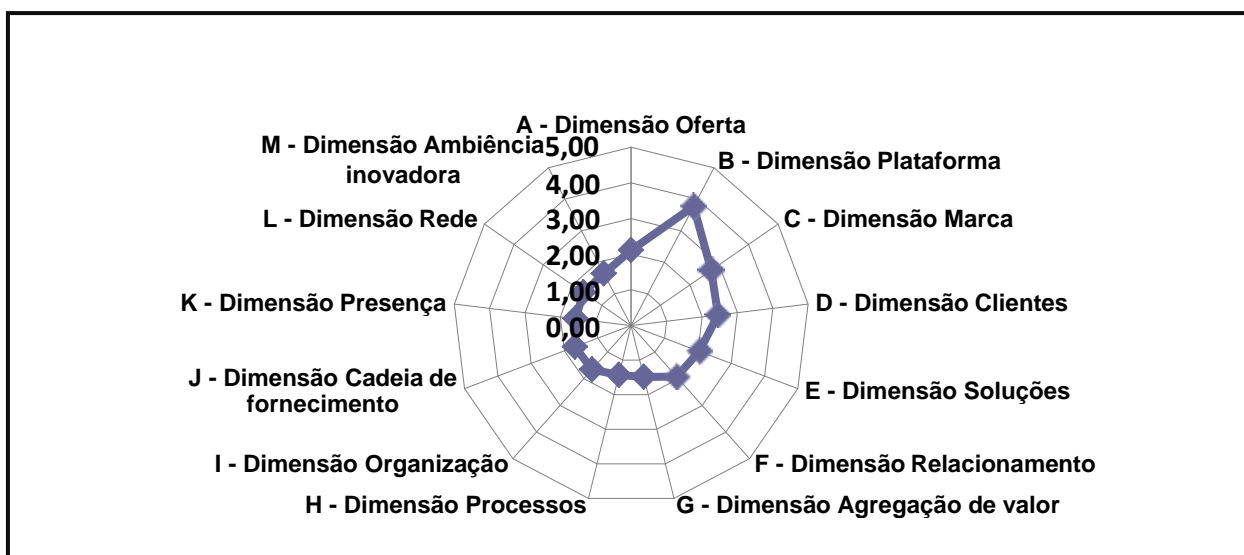 A - Dimensão Oferta
B - Dimensão Plataforma
C - Dimensão Marca
D - Dimensão Clientes
E - Dimensão Soluções
F - Dimensão Relacionamento
G - Dimensão Agregação de valor
H - Dimensão Processos
I - Dimensão Organização
J - Dimensão Cadeia de
fornecimento
K - Dimensão Presença
L - Dimensão Rede
M - Dimensão Ambiência
inovadora
5,00
4,00
3,00
2,00
1,00
0,00